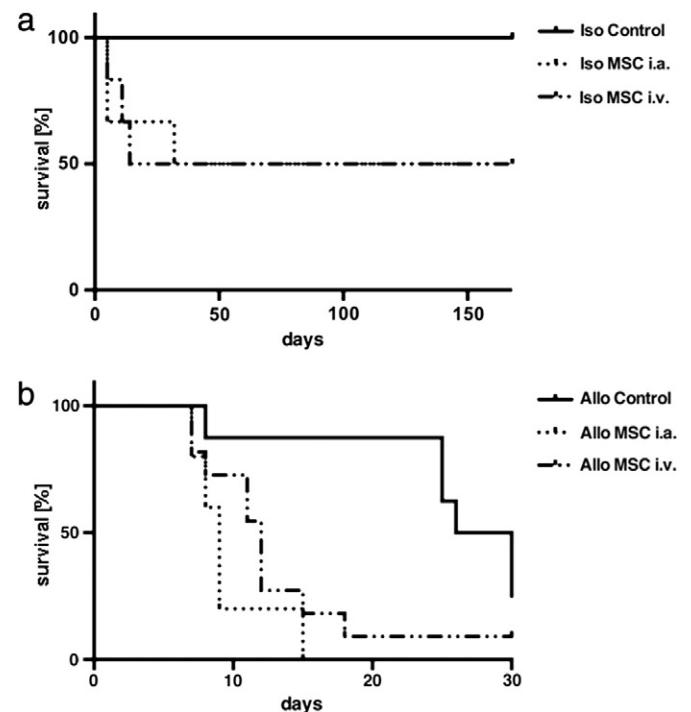 a
100
50
0
survival [%]
0 50 100 150
days
Iso Control
Iso MSC i.a.
Iso MSC i.v.
b
100
50
0
survival [%]
0 10 20 30
days
Allo Control
Allo MSC i.a.
Allo MSC i.v.